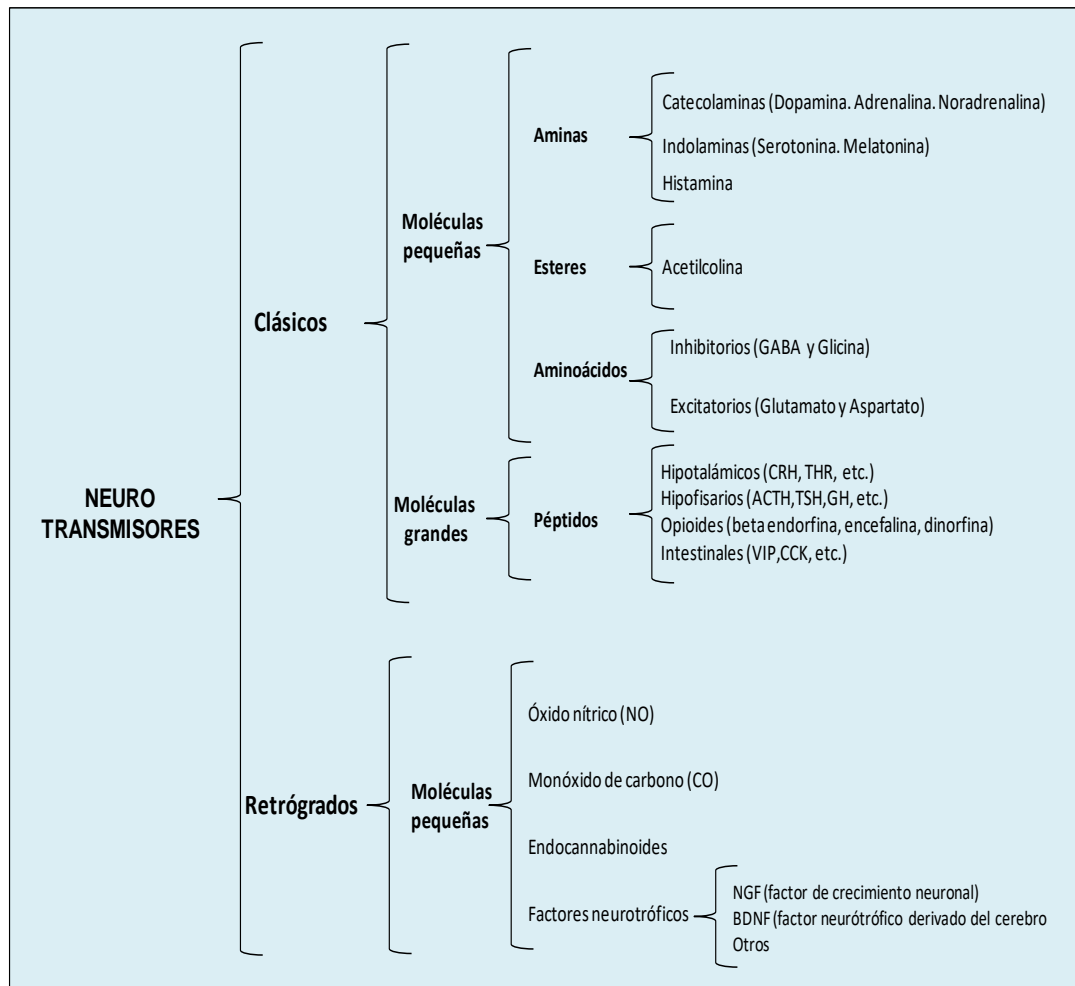 NEURO
TRANSMISORES
Clásicos
Moléculas
pequeñas
Aminas
Catecolaminas (Dopamina. Adrenalina. Noradrenalina)
Indolaminas (Serotonina. Melatonina)
Histamina
Esteres
Acetilcolina
Aminoácidos
Inhibitorios (GABA y Glicina)
Excitatorios (Glutamato y Aspartato)
Moléculas
grandes
Péptidos
Hipotalámicos (CRH, THR, etc.)
Hipofisarios (ACTH,TSH,GH, etc.)
Opioides (beta endorfina, encefalina, dinorfina)
Intestinales (VIP,CCK, etc.)
Retrógrados
Moléculas
pequeñas
Óxido nítrico (NO)
Monóxido de carbono (CO)
Endocannabinoides
Factores neurotróficos
NGF (factor de crecimiento neuronal)
BDNF (factor neurótrófico derivado del cerebro
Otros